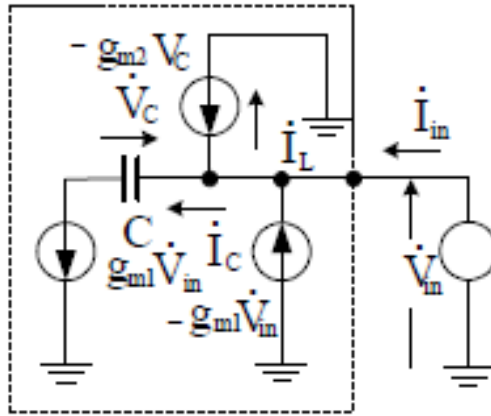 - gm2 V̇C
V̇C
İin
İL
C
İC
gm1V̇in
- gm1V̇in
V̇in